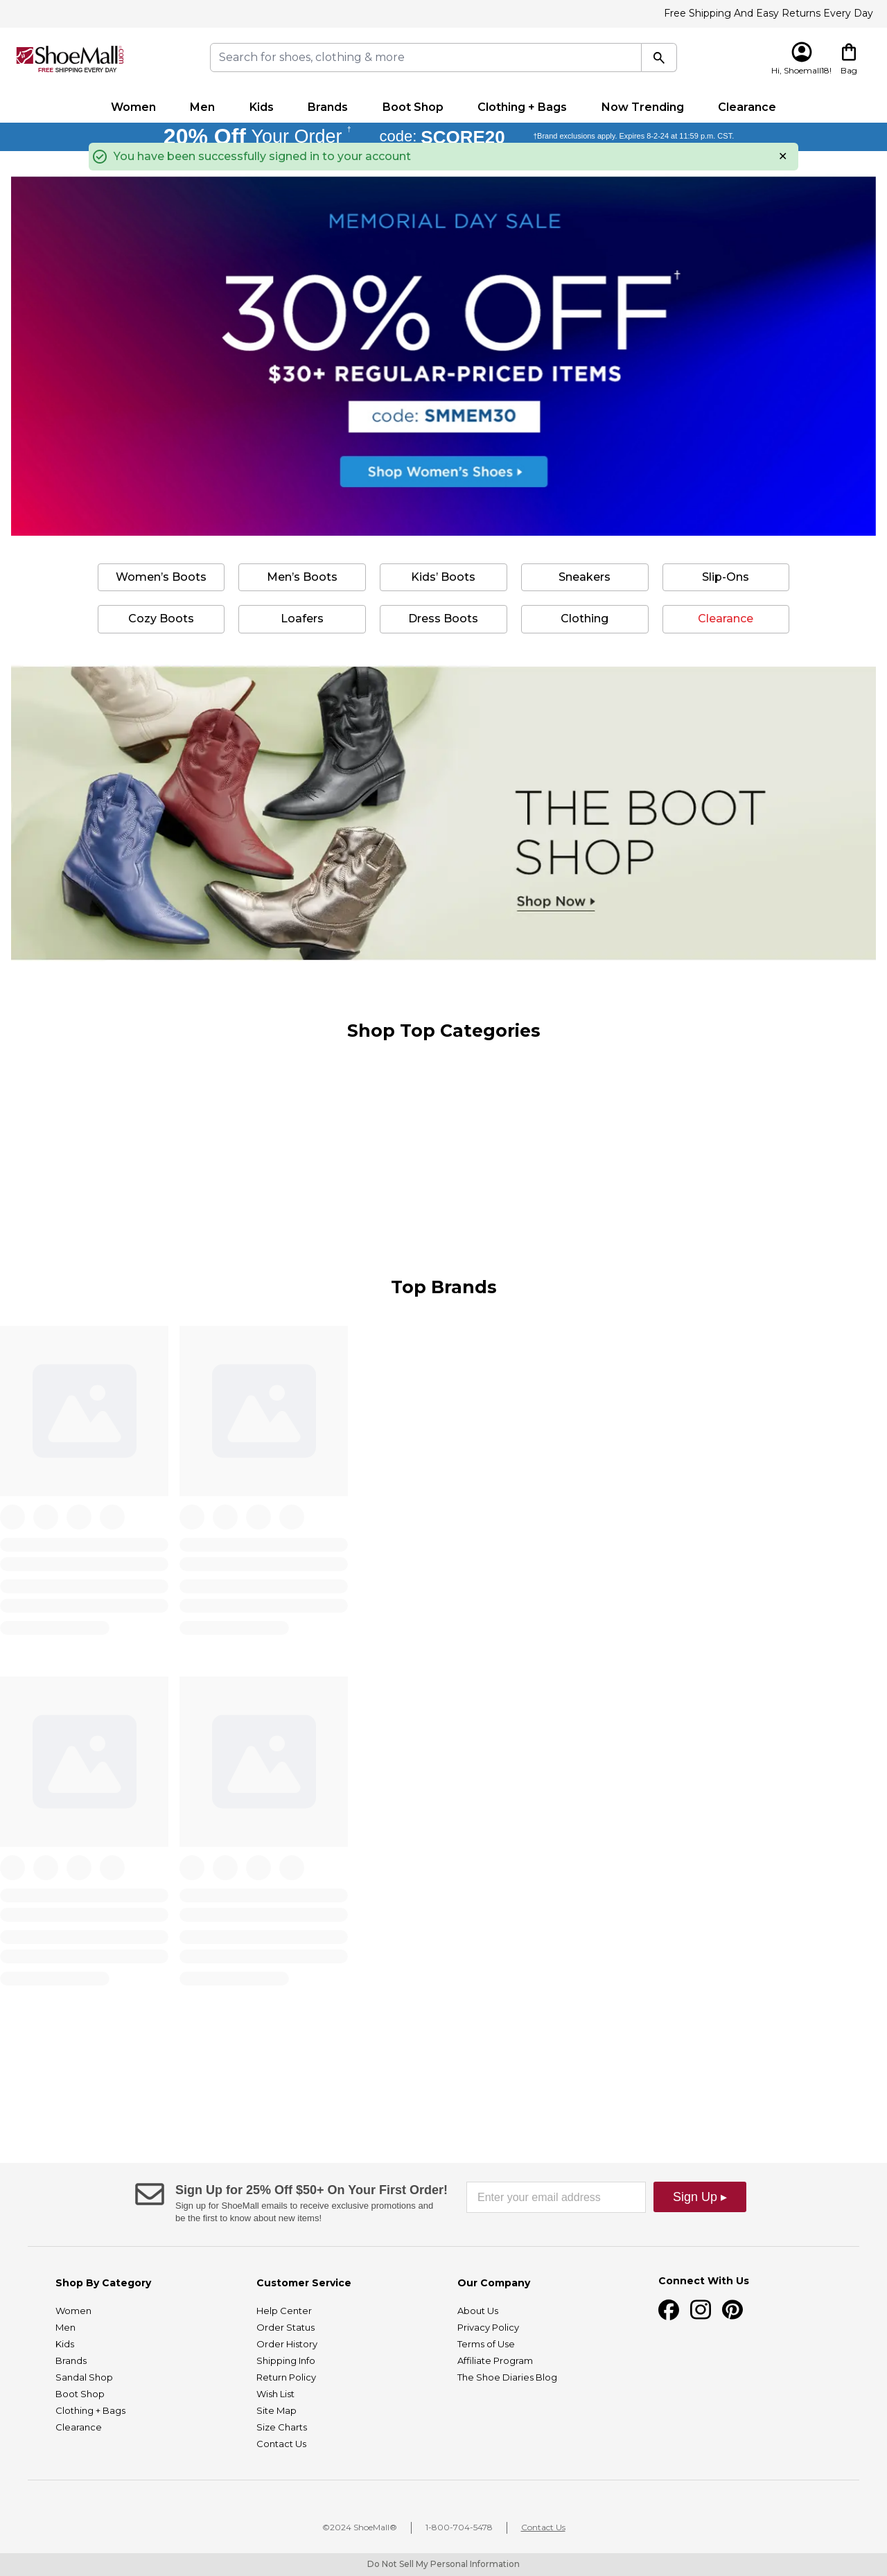 Free Shipping And Easy Returns Every Day
ShoeMall.COM
FREE SHIPPING EVERY DAY
Search for shoes, clothing & more
Hi, Shoemall18!
Bag
Women Men Kids Brands Boot Shop Clothing + Bags Now Trending Clearance
20% Off Your Order † code: SCORE20 †Brand exclusions apply. Expires 8-2-24 at 11:59 p.m. CST.
You have been successfully signed in to your account
MEMORIAL DAY SALE
30% OFF†
$30+ REGULAR-PRICED ITEMS
code: SMMEM30
Shop Women's Shoes
Women's Boots Men's Boots Kids' Boots Sneakers Slip-Ons
Cozy Boots Loafers Dress Boots Clothing Clearance
THE BOOT
SHOP
Shop Now
Shop Top Categories
Top Brands
Sign Up for 25% Off $50+ On Your First Order!
Sign up for ShoeMall emails to receive exclusive promotions and
be the first to know about new items!
Enter your email address
Sign Up ▸
Shop By Category
Women
Men
Kids
Brands
Sandal Shop
Boot Shop
Clothing + Bags
Clearance
Customer Service
Help Center
Order Status
Order History
Shipping Info
Return Policy
Wish List
Site Map
Size Charts
Contact Us
Our Company
About Us
Privacy Policy
Terms of Use
Affiliate Program
The Shoe Diaries Blog
Connect With Us
©2024 ShoeMall® 1-800-704-5478 Contact Us
Do Not Sell My Personal Information